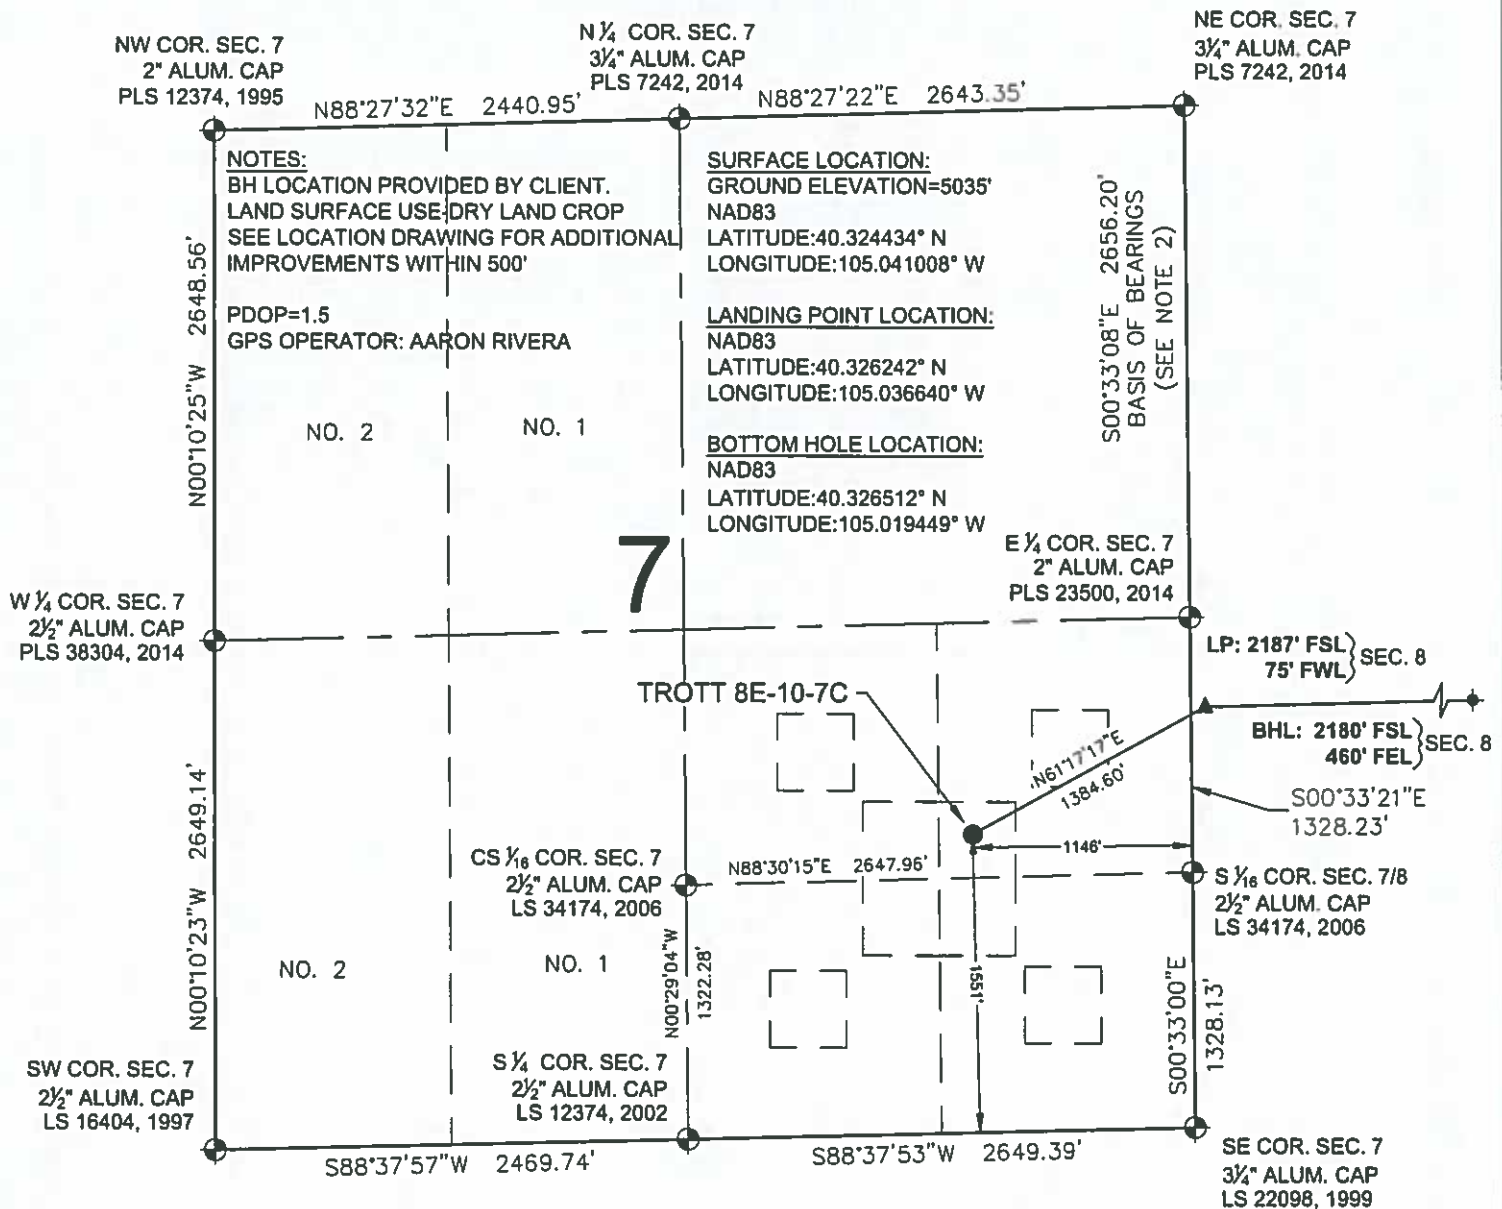 NW COR. SEC. 7
2" ALUM. CAP
PLS 12374, 1995
N ¼ COR. SEC. 7
3¼" ALUM. CAP
PLS 7242, 2014
NE COR. SEC. 7
3¼" ALUM. CAP
PLS 7242, 2014
N88°27'32"E 2440.95'
N88°27'22"E 2643.35'
NOTES:
BH LOCATION PROVIDED BY CLIENT.
LAND SURFACE USE-DRY LAND CROP
SEE LOCATION DRAWING FOR ADDITIONAL
IMPROVEMENTS WITHIN 500'
PDOP=1.5
GPS OPERATOR: AARON RIVERA
SURFACE LOCATION:
GROUND ELEVATION=5035'
NAD83
LATITUDE:40.324434° N
LONGITUDE:105.041008° W
LANDING POINT LOCATION:
NAD83
LATITUDE:40.326242° N
LONGITUDE:105.036640° W
BOTTOM HOLE LOCATION:
NAD83
LATITUDE:40.326512° N
LONGITUDE:105.019449° W
N00°10'25"W 2648.56'
S00°33'08"E 2656.20'
BASIS OF BEARINGS
(SEE NOTE 2)
NO. 2
NO. 1
7
E ¼ COR. SEC. 7
2" ALUM. CAP
PLS 23500, 2014
W ¼ COR. SEC. 7
2½" ALUM. CAP
PLS 38304, 2014
LP: 2187' FSL
75' FWL
SEC. 8
TROTT 8E-10-7C
BHL: 2180' FSL
460' FEL
SEC. 8
N61°17'17"E
1384.60'
S00°33'21"E
1328.23'
1146'
N00°10'23"W 2649.14'
CS 1⁄16 COR. SEC. 7
2½" ALUM. CAP
LS 34174, 2006
N88°30'15"E 2647.96'
S 1⁄16 COR. SEC. 7/8
2½" ALUM. CAP
LS 34174, 2006
NO. 2
NO. 1
N00°29'04"W
1322.28'
1551'
S00°33'00"E
1328.13'
SW COR. SEC. 7
2½" ALUM. CAP
LS 16404, 1997
S ¼ COR. SEC. 7
2½" ALUM. CAP
LS 12374, 2002
S88°37'57"W 2469.74'
S88°37'53"W 2649.39'
SE COR. SEC. 7
3¼" ALUM. CAP
LS 22098, 1999